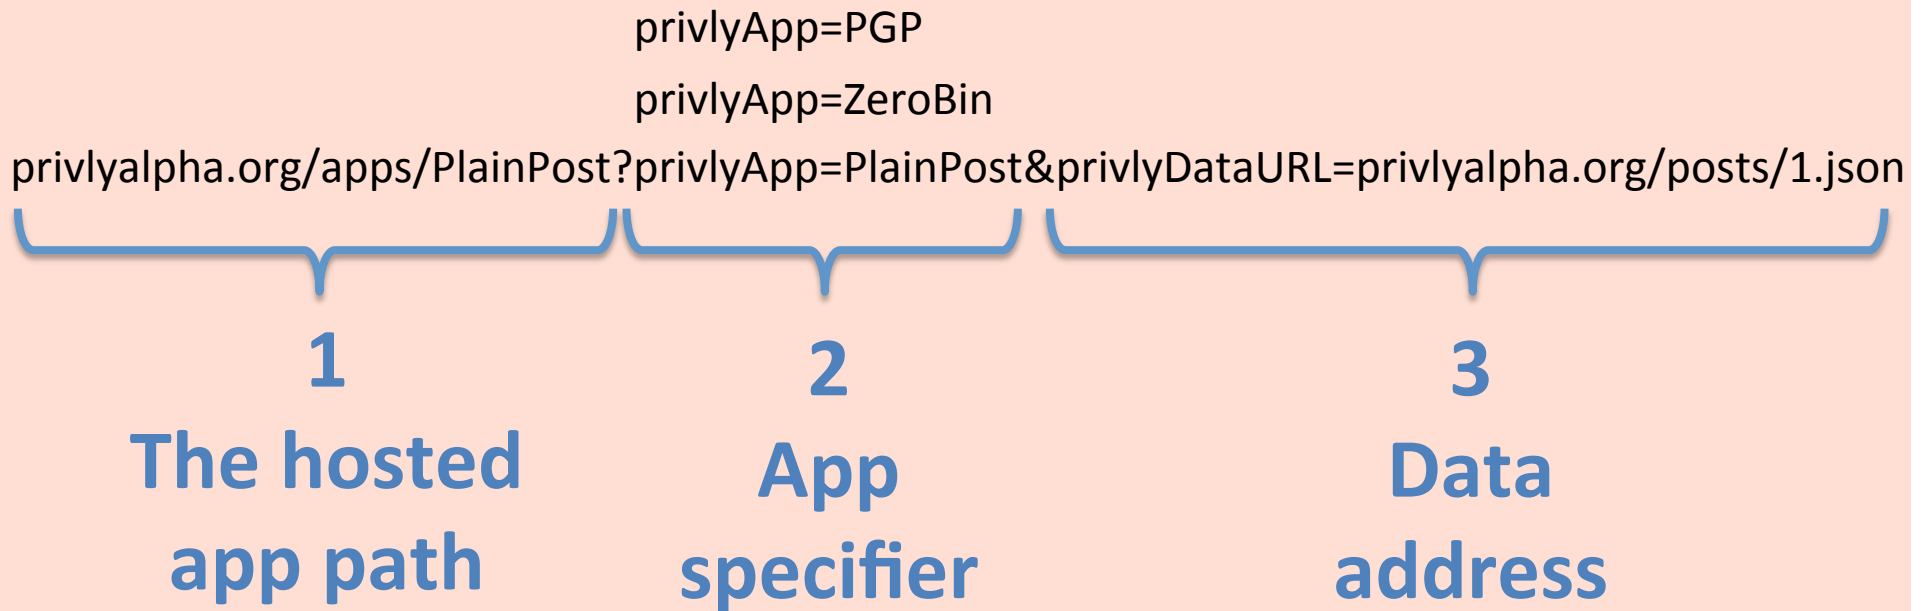 privlyApp=PGP
privlyApp=ZeroBin
privlyalpha.org/apps/PlainPost?privlyApp=PlainPost&privlyDataURL=privlyalpha.org/posts/1.json
1
The hosted
app path
2
App
specifier
3
Data
address